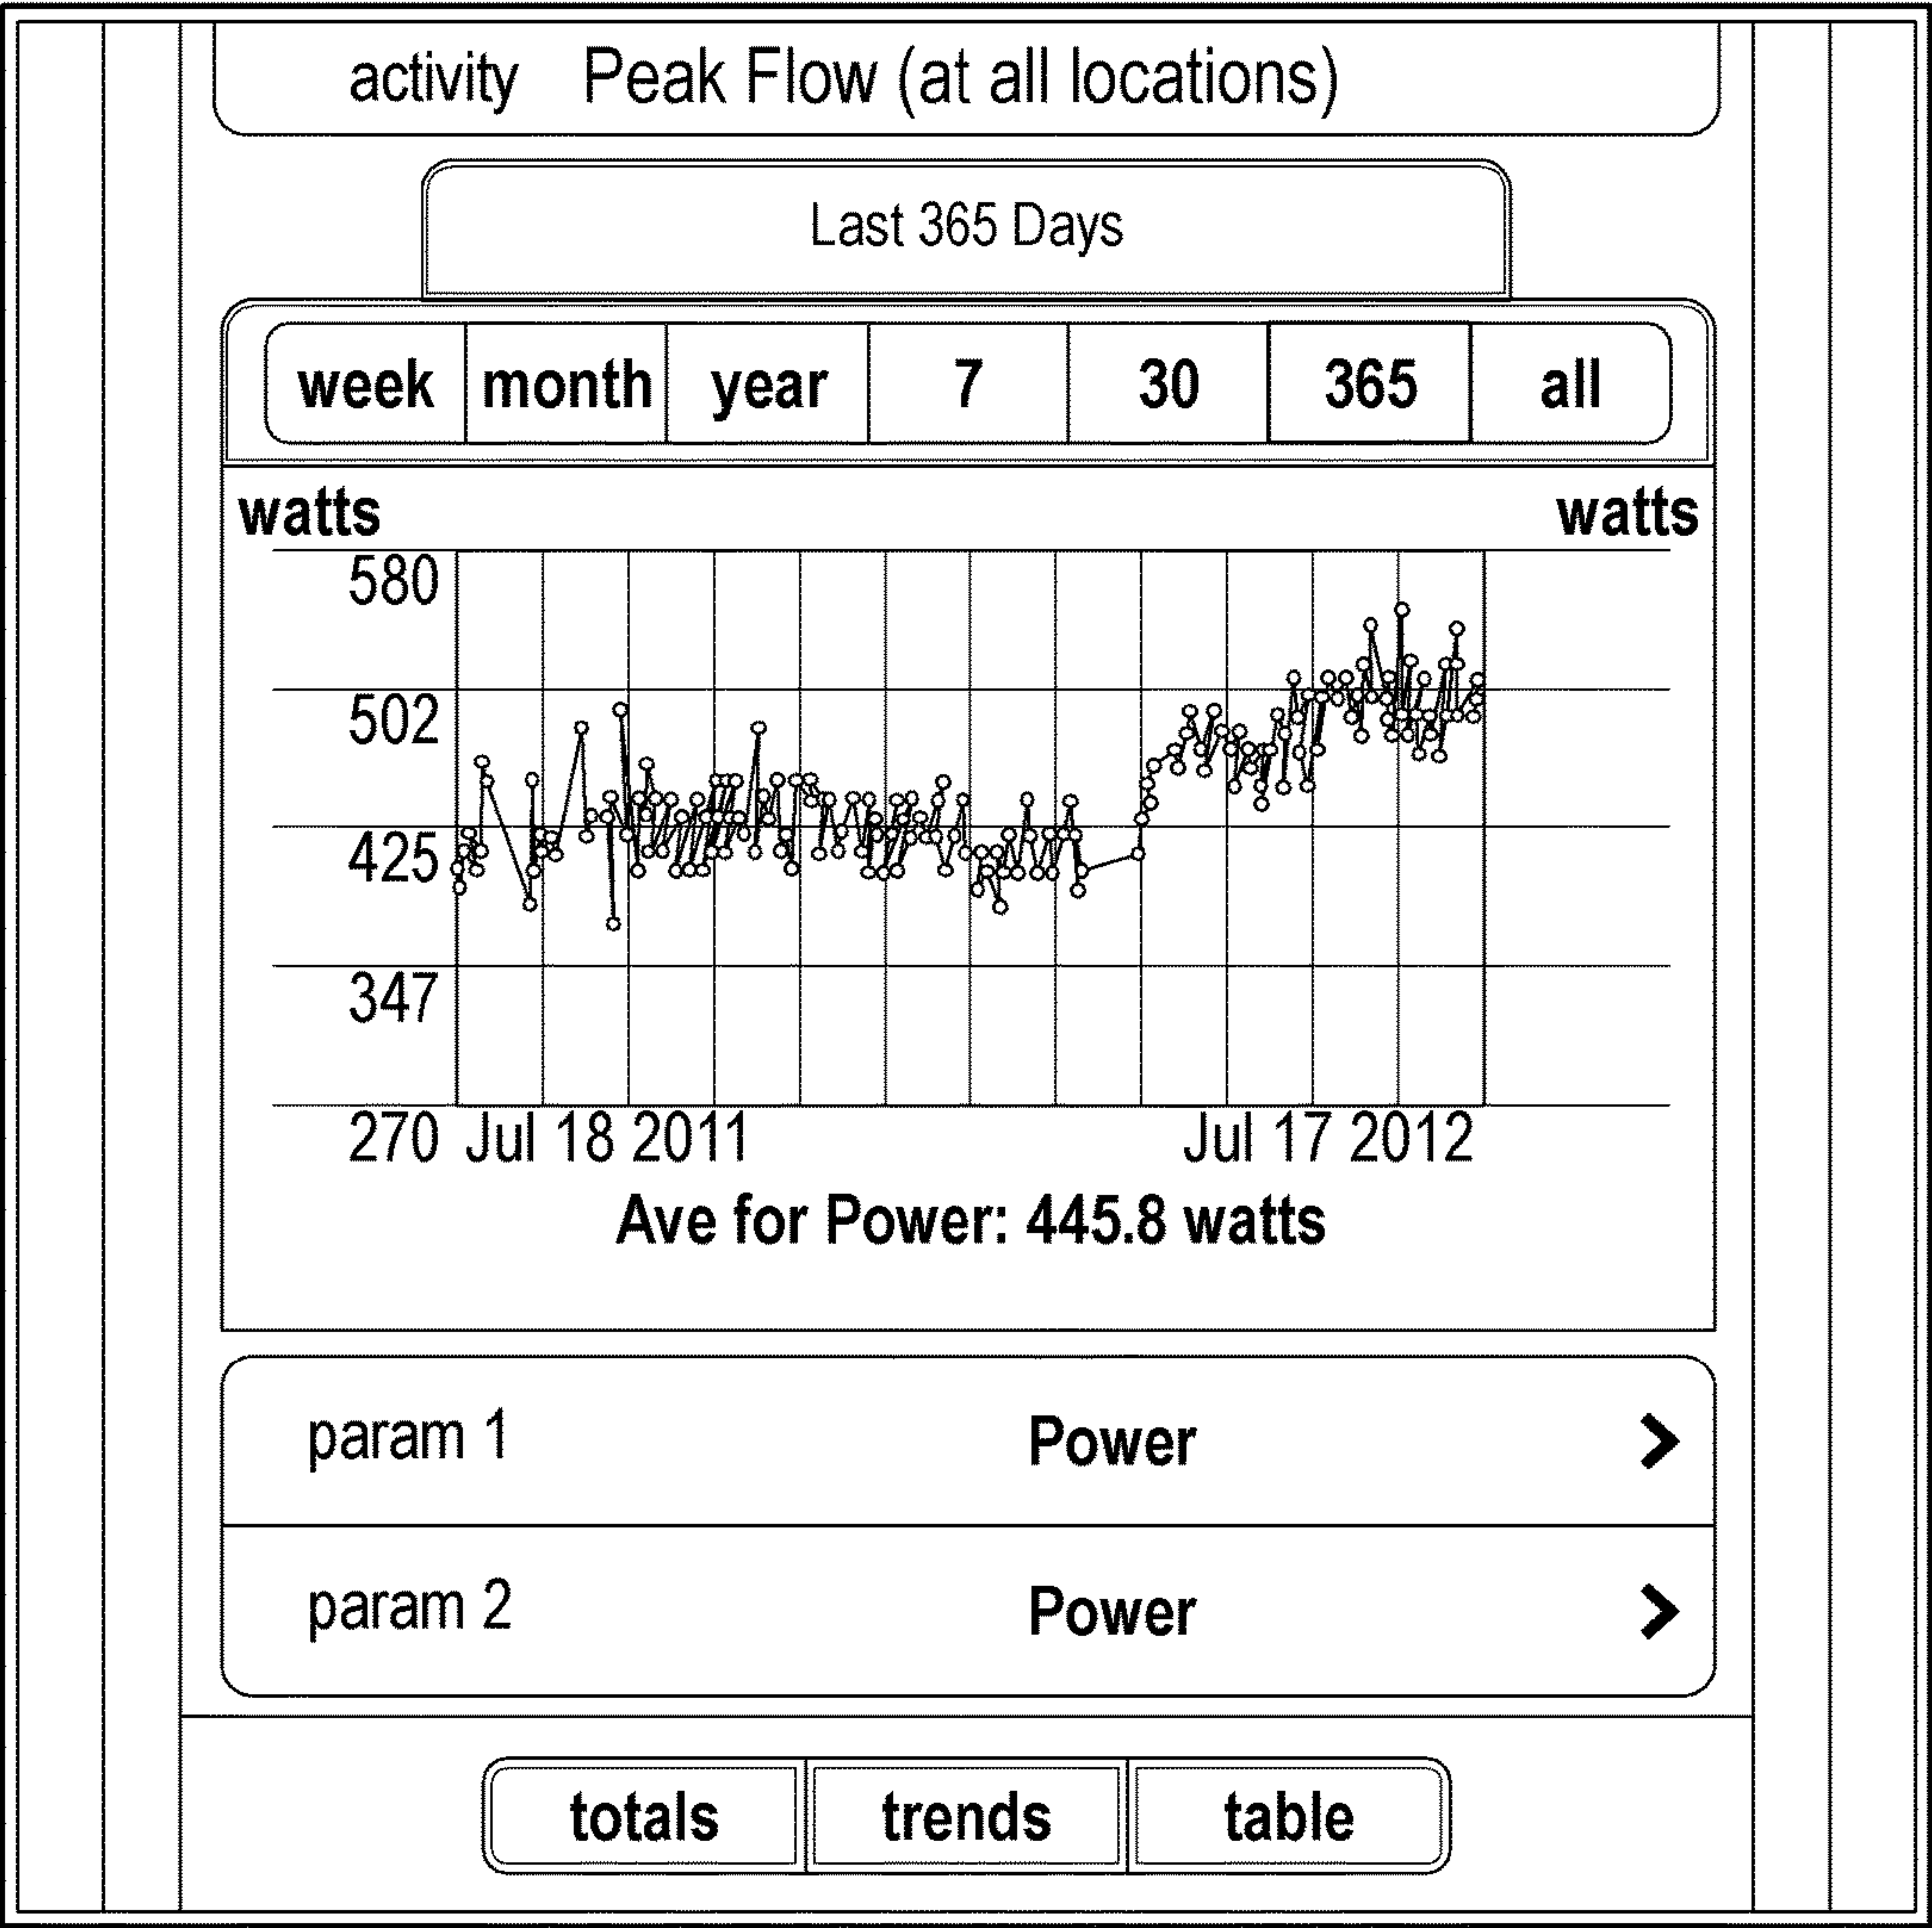 activity Peak Flow (at all locations)
Last 365 Days
week month year 7 30 365 all
watts watts
580
502
425
347
270 Jul 18 2011 Jul 17 2012
Ave for Power: 445.8 watts
param 1 Power >
param 2 Power >
totals trends table